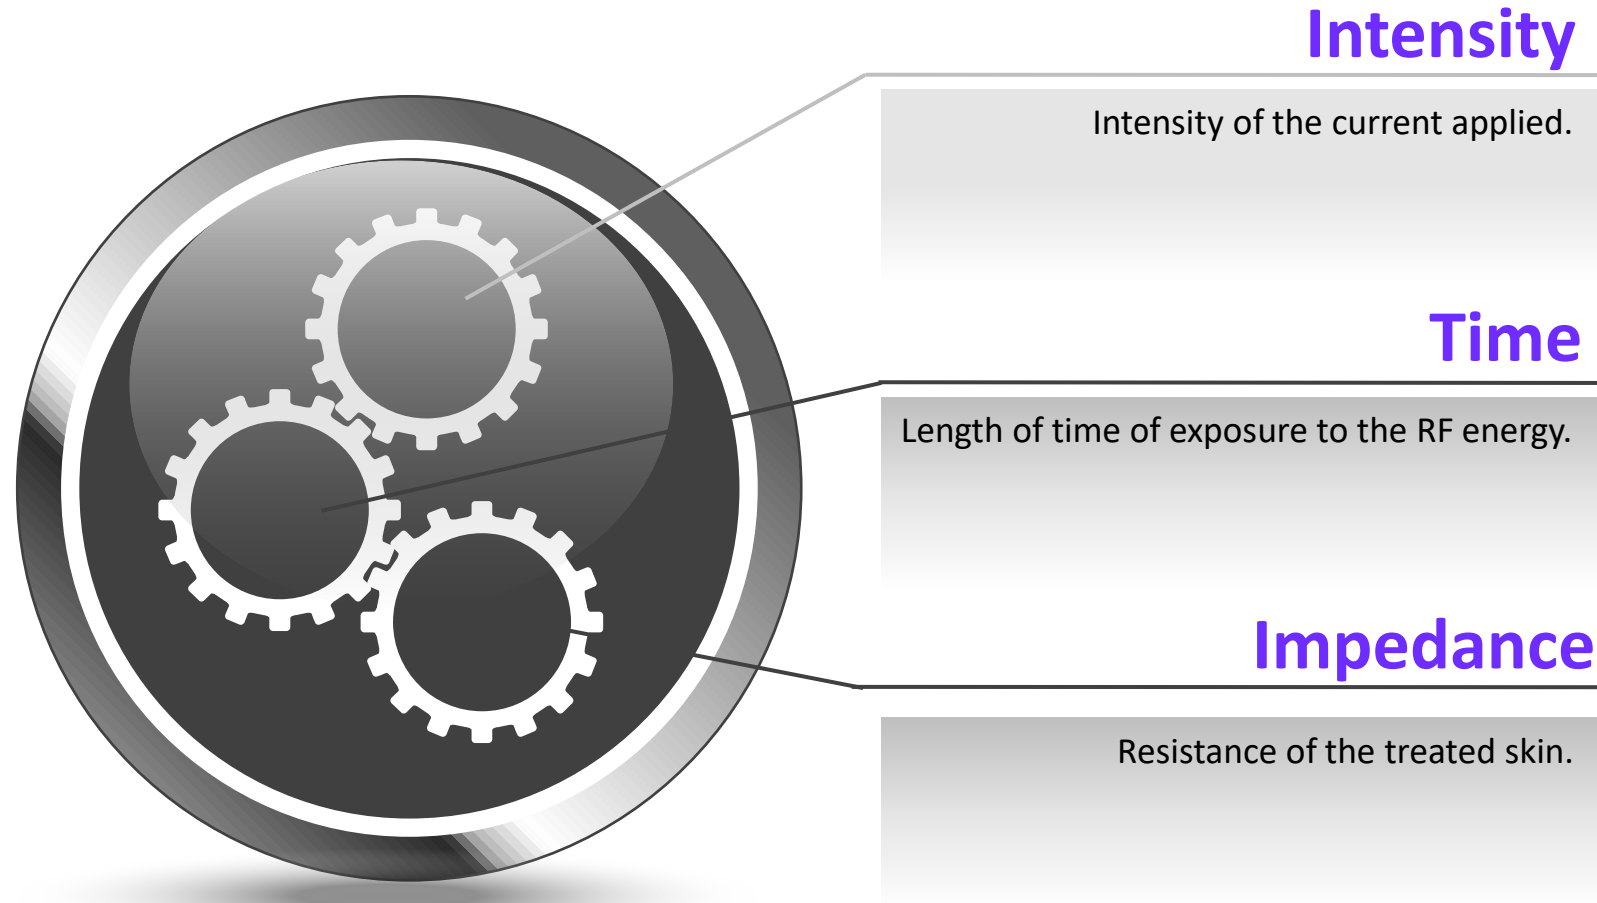 Intensity
Intensity of the current applied.
Time
Length of time of exposure to the RF energy.
Impedance
Resistance of the treated skin.